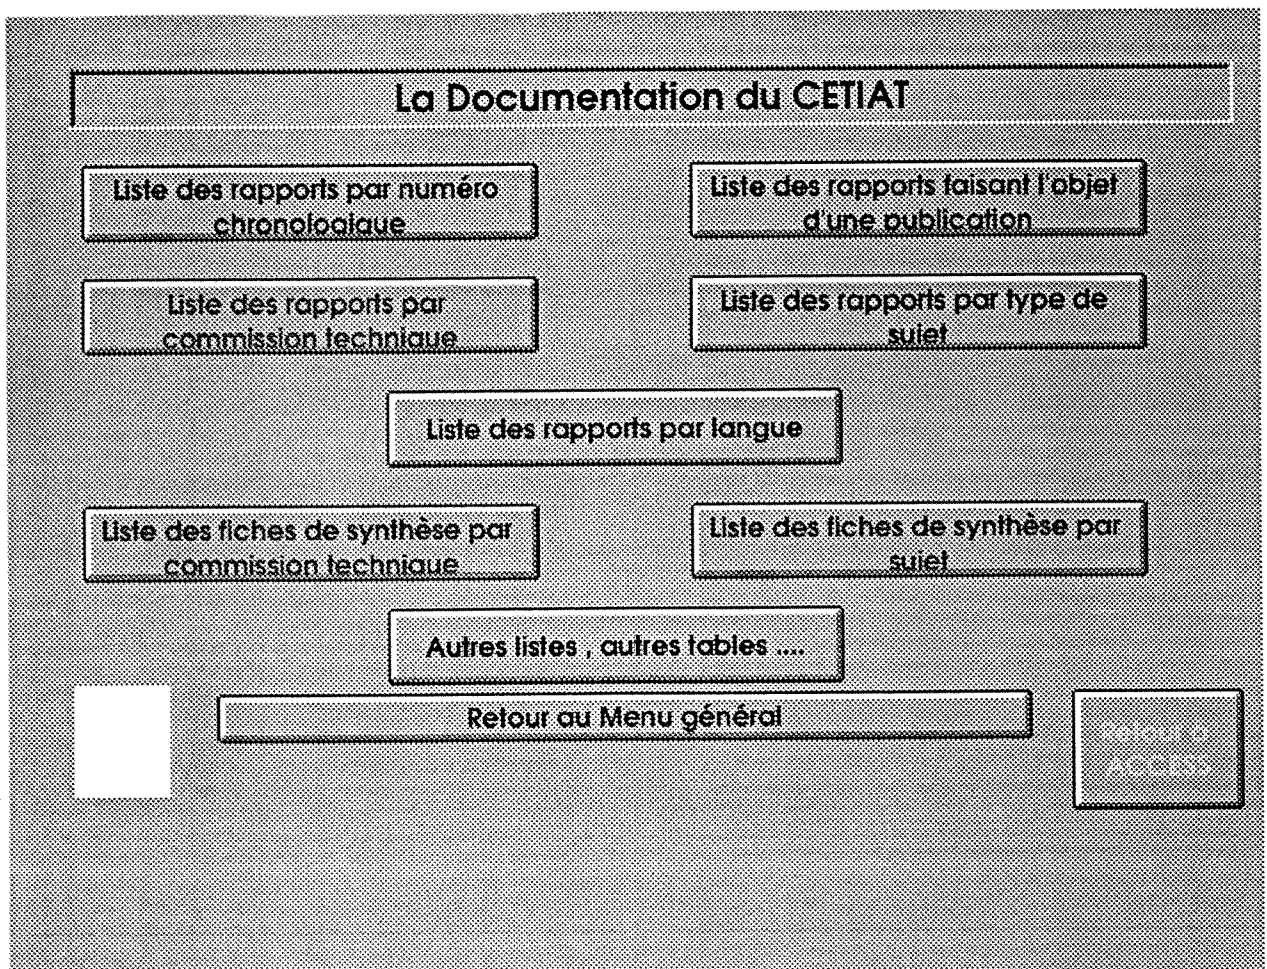 La Documentation du CETIAT
Liste des rapports par numéro
chronologique
Liste des rapports faisant l'objet
d'une publication
Liste des rapports par
commission technique
Liste des rapports par type de
sujet
Liste des rapports par langue
Liste des fiches de synthèse par
commission technique
Liste des fiches de synthèse par
sujet
Autres listes , autres tables ....
Retour au Menu général
ACCESS